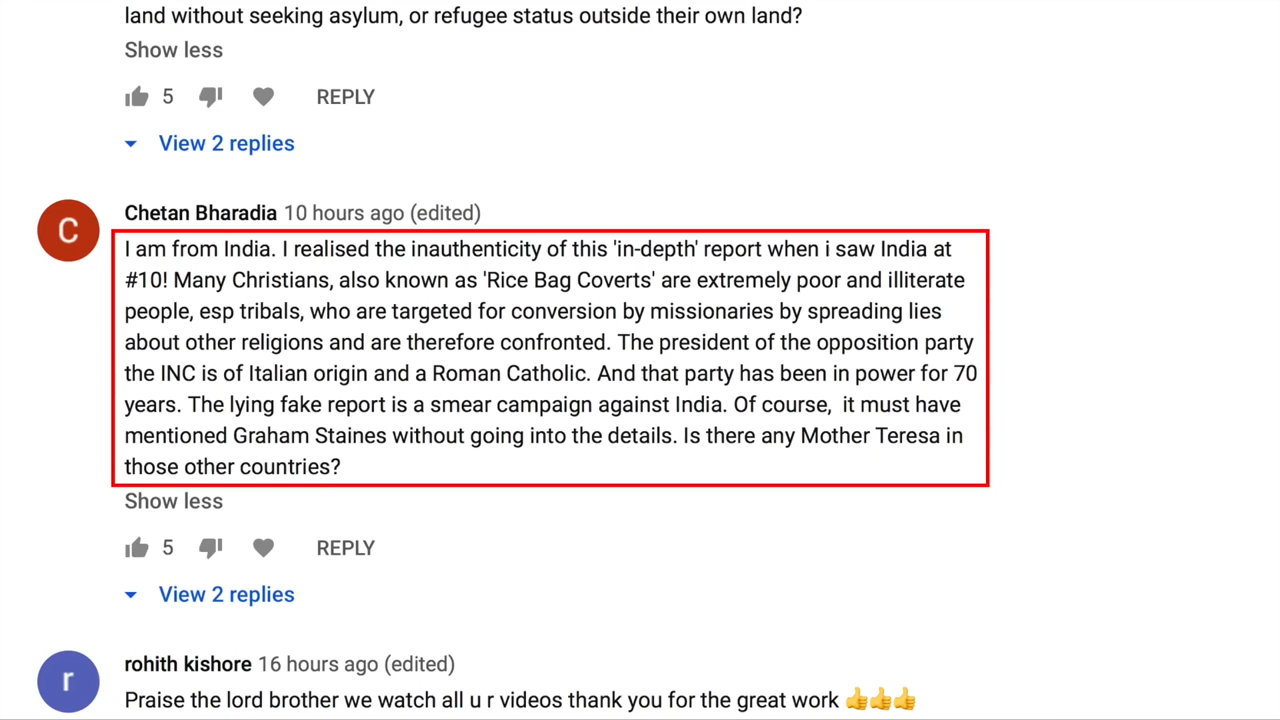 land without seeking asylum, or refugee status outside their own land?
Show less
5 REPLY
View 2 replies
C
Chetan Bharadia 10 hours ago (edited)
I am from India. I realised the inauthenticity of this 'in-depth' report when i saw India at
#10! Many Christians, also known as 'Rice Bag Coverts' are extremely poor and illiterate
people, esp tribals, who are targeted for conversion by missionaries by spreading lies
about other religions and are therefore confronted. The president of the opposition party
the INC is of Italian origin and a Roman Catholic. And that party has been in power for 70
years. The lying fake report is a smear campaign against India. Of course,  it must have
mentioned Graham Staines without going into the details. Is there any Mother Teresa in
those other countries?
Show less
5 REPLY
View 2 replies
r
rohith kishore 16 hours ago (edited)
Praise the lord brother we watch all u r videos thank you for the great work 👍👍👍